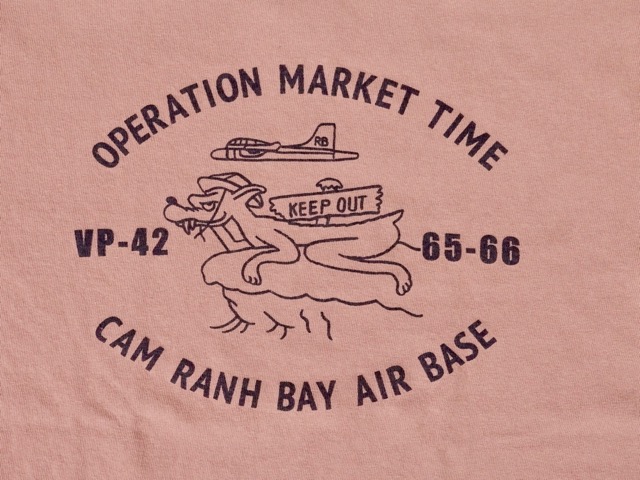 OPERATION MARKET TIME
RB
KEEP OUT
VP-42
65-66
CAM RANH BAY AIR BASE